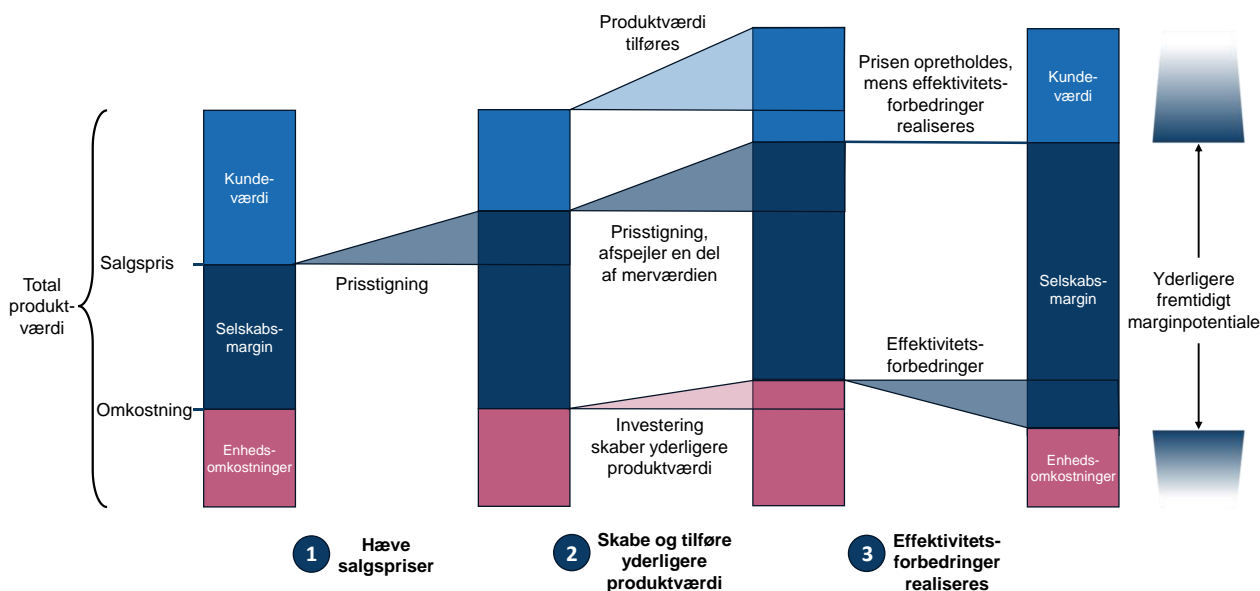 Total
produkt-
værdi
Salgspris
Omkostning
Kunde-
værdi
Selskabs-
margin
Enheds-
omkostninger
Prisstigning
Produktværdi
tilføres
Prisstigning,
afspejler en del
af merværdien
Investering
skaber yderligere
produktværdi
Prisen opretholdes,
mens effektivitets-
forbedringer
realiseres
Effektivitets-
forbedringer
Kunde-
værdi
Selskabs-
margin
Enheds-
omkostninger
Yderligere
fremtidigt
marginpotentiale
1
Hæve
salgspriser
2
Skabe og tilføre
yderligere
produktværdi
3
Effektivitets-
forbedringer
realiseres